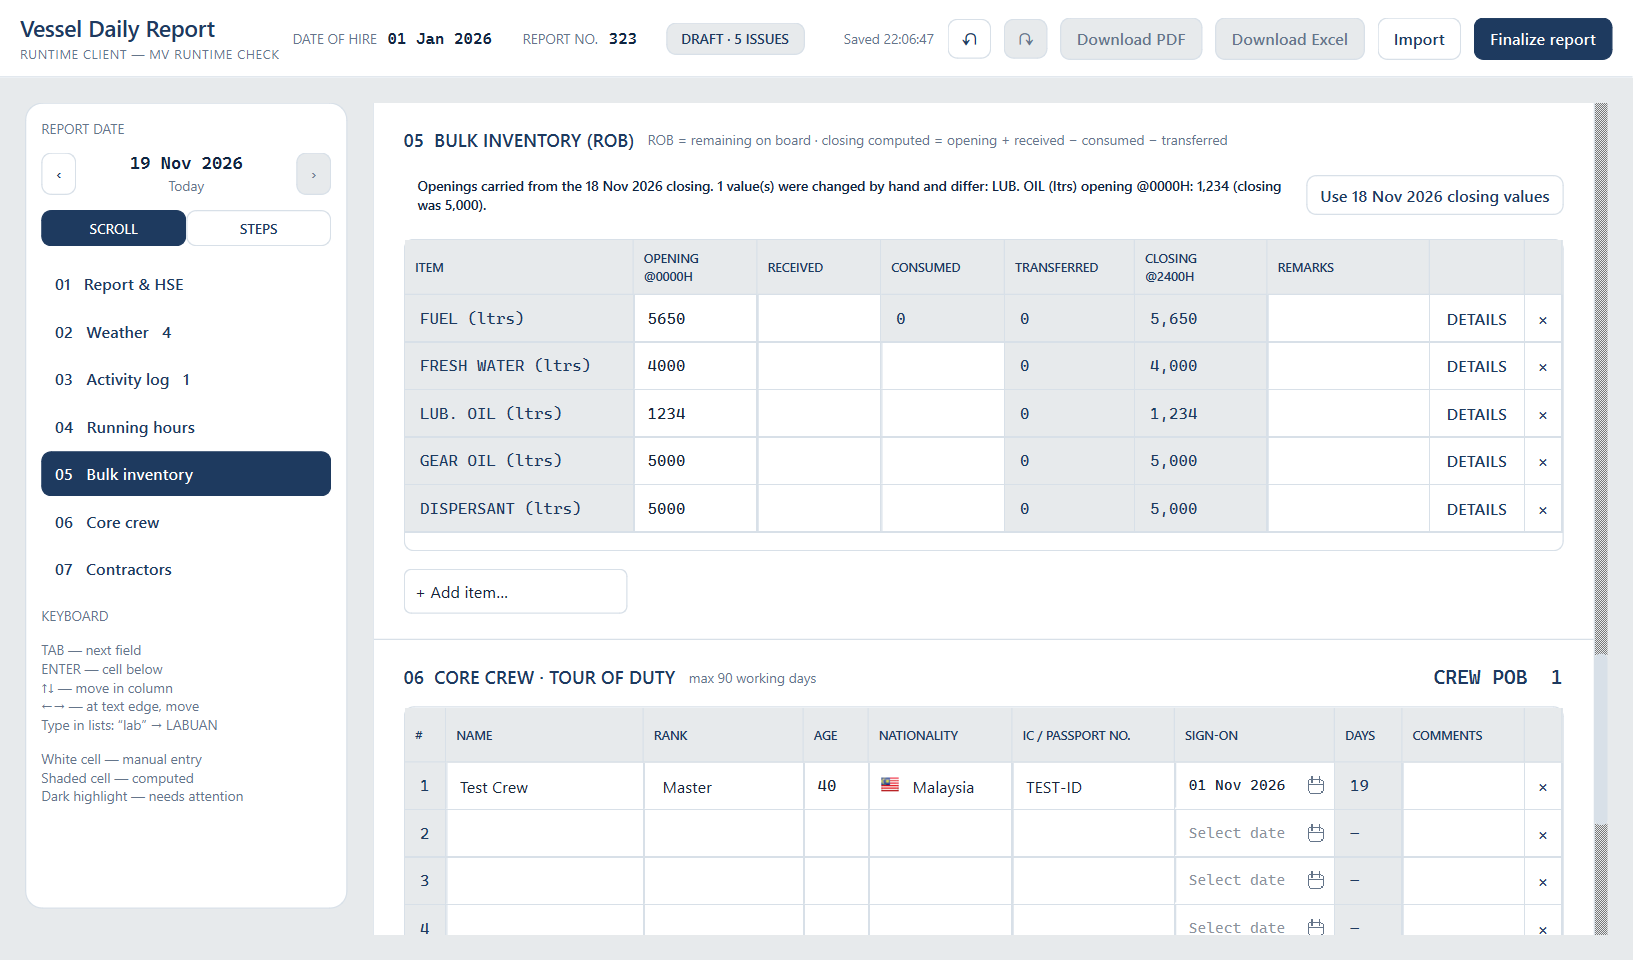 Vessel Daily Report
RUNTIME CLIENT — MV RUNTIME CHECK
DATE OF HIRE 01 Jan 2026
REPORT NO. 323
DRAFT · 5 ISSUES
Saved 22:06:47
Download PDF
Download Excel
Import
Finalize report
REPORT DATE
‹
19 Nov 2026
Today
›
SCROLL
STEPS
01 Report & HSE
02 Weather 4
03 Activity log 1
04 Running hours
05 Bulk inventory
06 Core crew
07 Contractors
KEYBOARD
TAB — next field
ENTER — cell below
↑↓ — move in column
←→ — at text edge, move
Type in lists: “lab” → LABUAN
White cell — manual entry
Shaded cell — computed
Dark highlight — needs attention
05 BULK INVENTORY (ROB) ROB = remaining on board · closing computed = opening + received − consumed − transferred
Openings carried from the 18 Nov 2026 closing. 1 value(s) were changed by hand and differ: LUB. OIL (ltrs) opening @0000H: 1,234 (closing
was 5,000).
Use 18 Nov 2026 closing values
ITEM OPENING @0000H RECEIVED CONSUMED TRANSFERRED CLOSING @2400H REMARKS
FUEL (ltrs) 5650 0 0 5,650 DETAILS ×
FRESH WATER (ltrs) 4000 0 4,000 DETAILS ×
LUB. OIL (ltrs) 1234 0 1,234 DETAILS ×
GEAR OIL (ltrs) 5000 0 5,000 DETAILS ×
DISPERSANT (ltrs) 5000 0 5,000 DETAILS ×
+ Add item...
06 CORE CREW · TOUR OF DUTY max 90 working days CREW POB 1
# NAME RANK AGE NATIONALITY IC / PASSPORT NO. SIGN-ON DAYS COMMENTS
1 Test Crew Master 40 Malaysia TEST-ID 01 Nov 2026 19 ×
2 Select date — ×
3 Select date — ×
4 Select date — ×